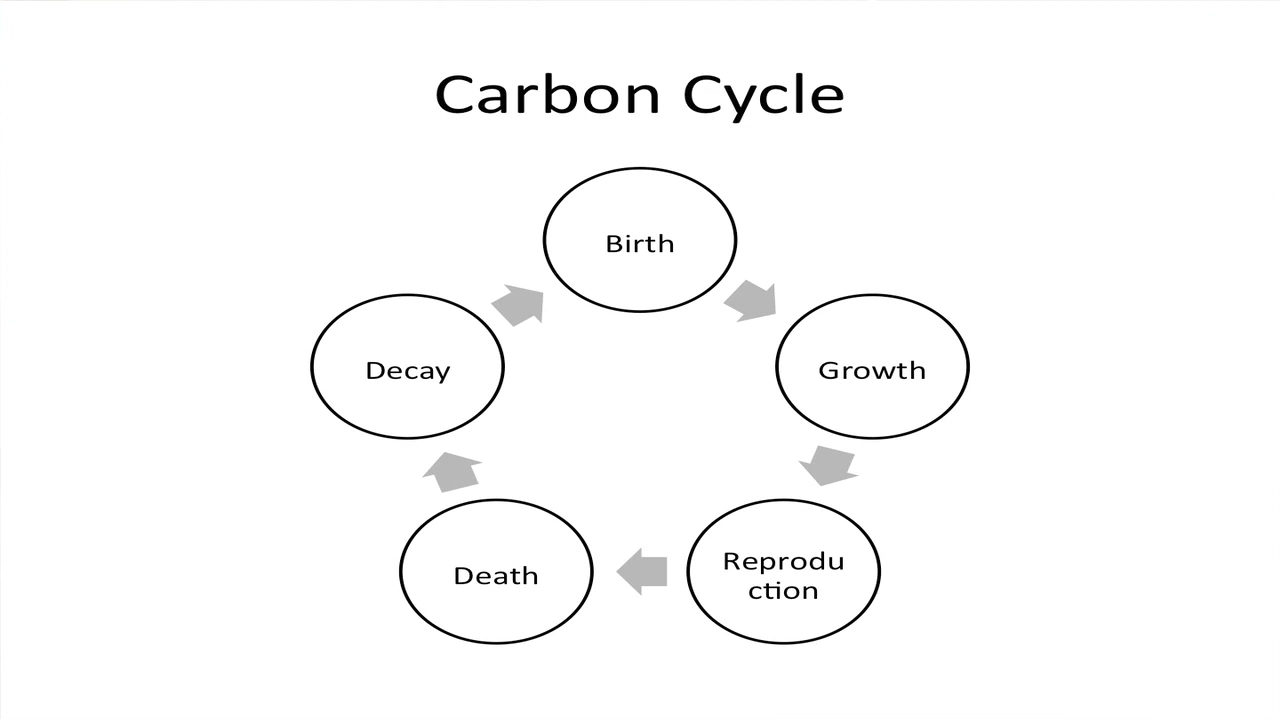 Carbon Cycle
Birth
Growth
Reprodu
ction
Death
Decay